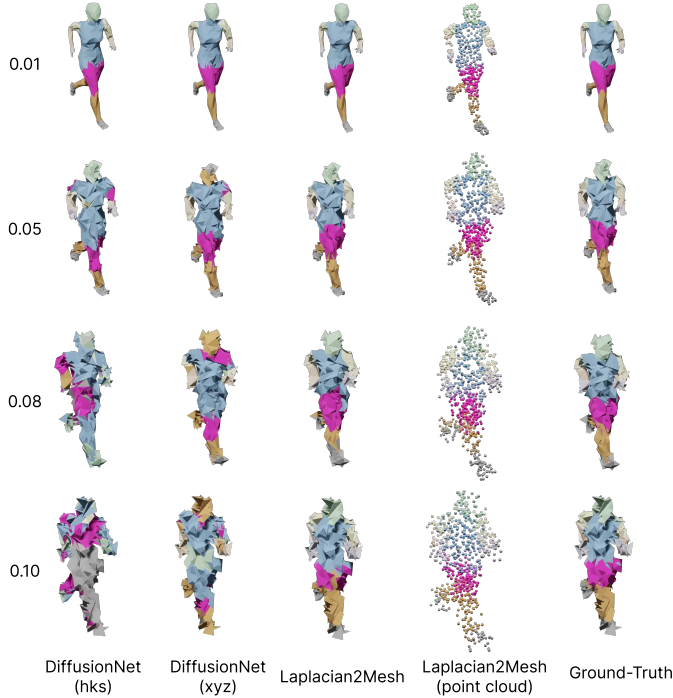 0.01
0.05
0.08
0.10
DiffusionNet
(hks)
DiffusionNet
(xyz)
Laplacian2Mesh
Laplacian2Mesh
(point cloud)
Ground-Truth